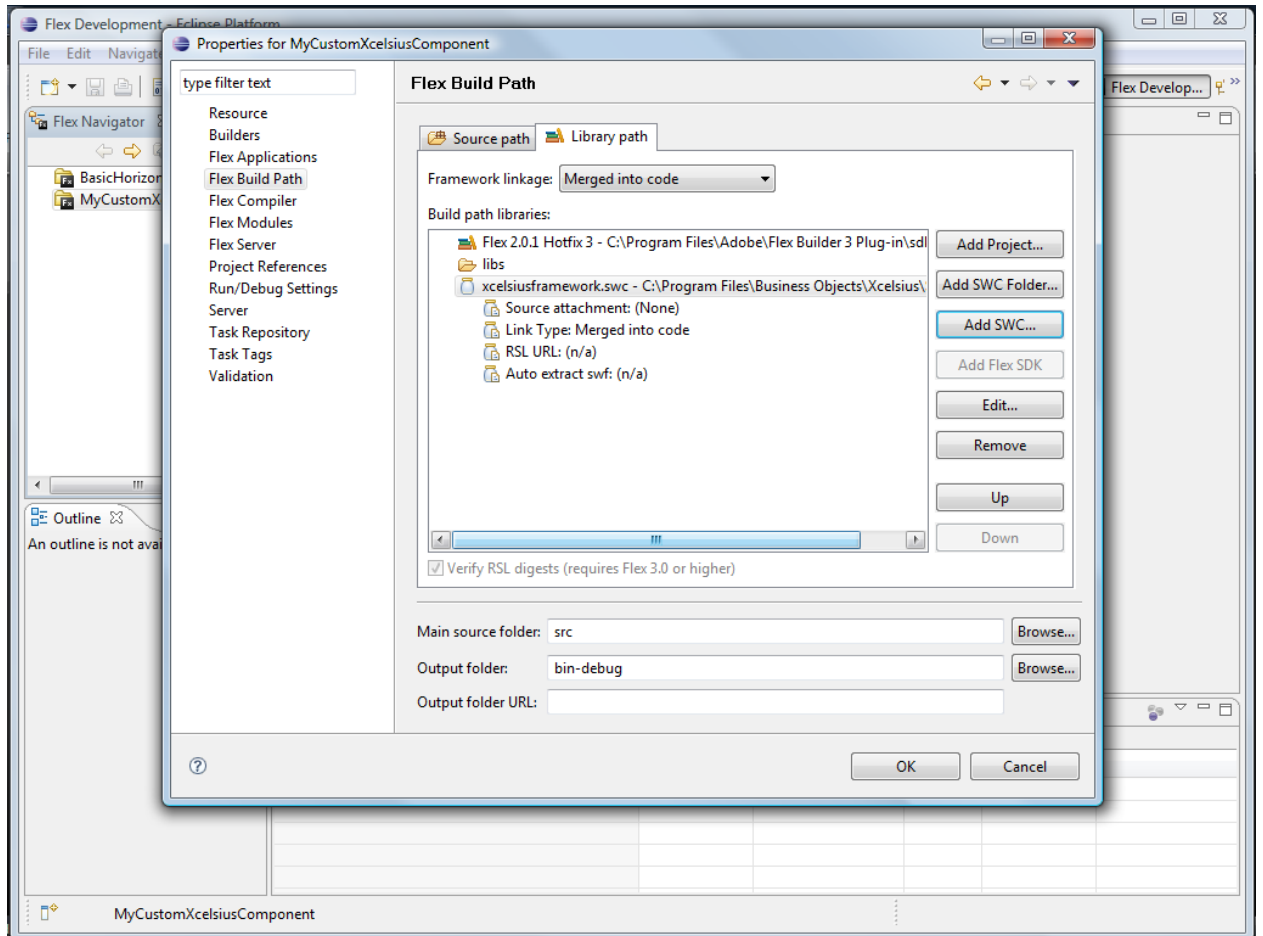 Flex Development - Eclipse Platform
Properties for MyCustomXcelsiusComponent
File Edit Navigate
type filter text
Flex Build Path
Flex Develop...
Flex Navigator
BasicHorizon
MyCustomX
Resource
Builders
Flex Applications
Flex Build Path
Flex Compiler
Flex Modules
Flex Server
Project References
Run/Debug Settings
Server
Task Repository
Task Tags
Validation
Source path Library path
Framework linkage: Merged into code
Build path libraries:
Flex 2.0.1 Hotfix 3 - C:\Program Files\Adobe\Flex Builder 3 Plug-in\sdl
libs
xcelsiusframework.swc - C:\Program Files\Business Objects\Xcelsius\
Source attachment: (None)
Link Type: Merged into code
RSL URL: (n/a)
Auto extract swf: (n/a)
Add Project...
Add SWC Folder...
Add SWC...
Add Flex SDK
Edit...
Remove
Up
Down
Verify RSL digests (requires Flex 3.0 or higher)
Main source folder: src Browse...
Output folder: bin-debug Browse...
Output folder URL:
OK Cancel
Outline
An outline is not avai
MyCustomXcelsiusComponent